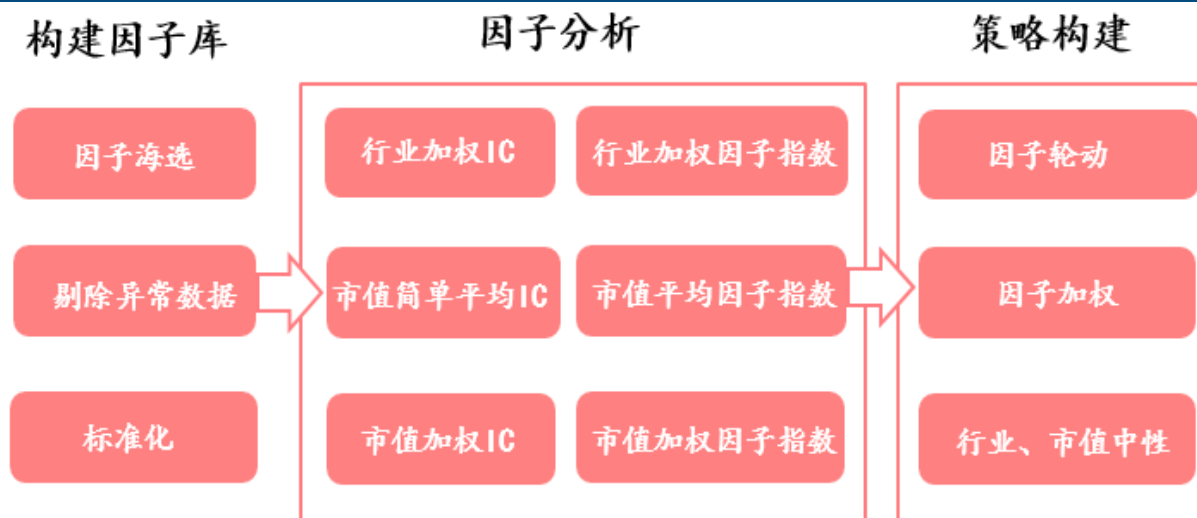 构建因子库
因子分析
策略构建
因子海选
行业加权IC
行业加权因子指数
因子轮动
剔除异常数据
市值简单平均IC
市值平均因子指数
因子加权
标准化
市值加权IC
市值加权因子指数
行业、市值中性